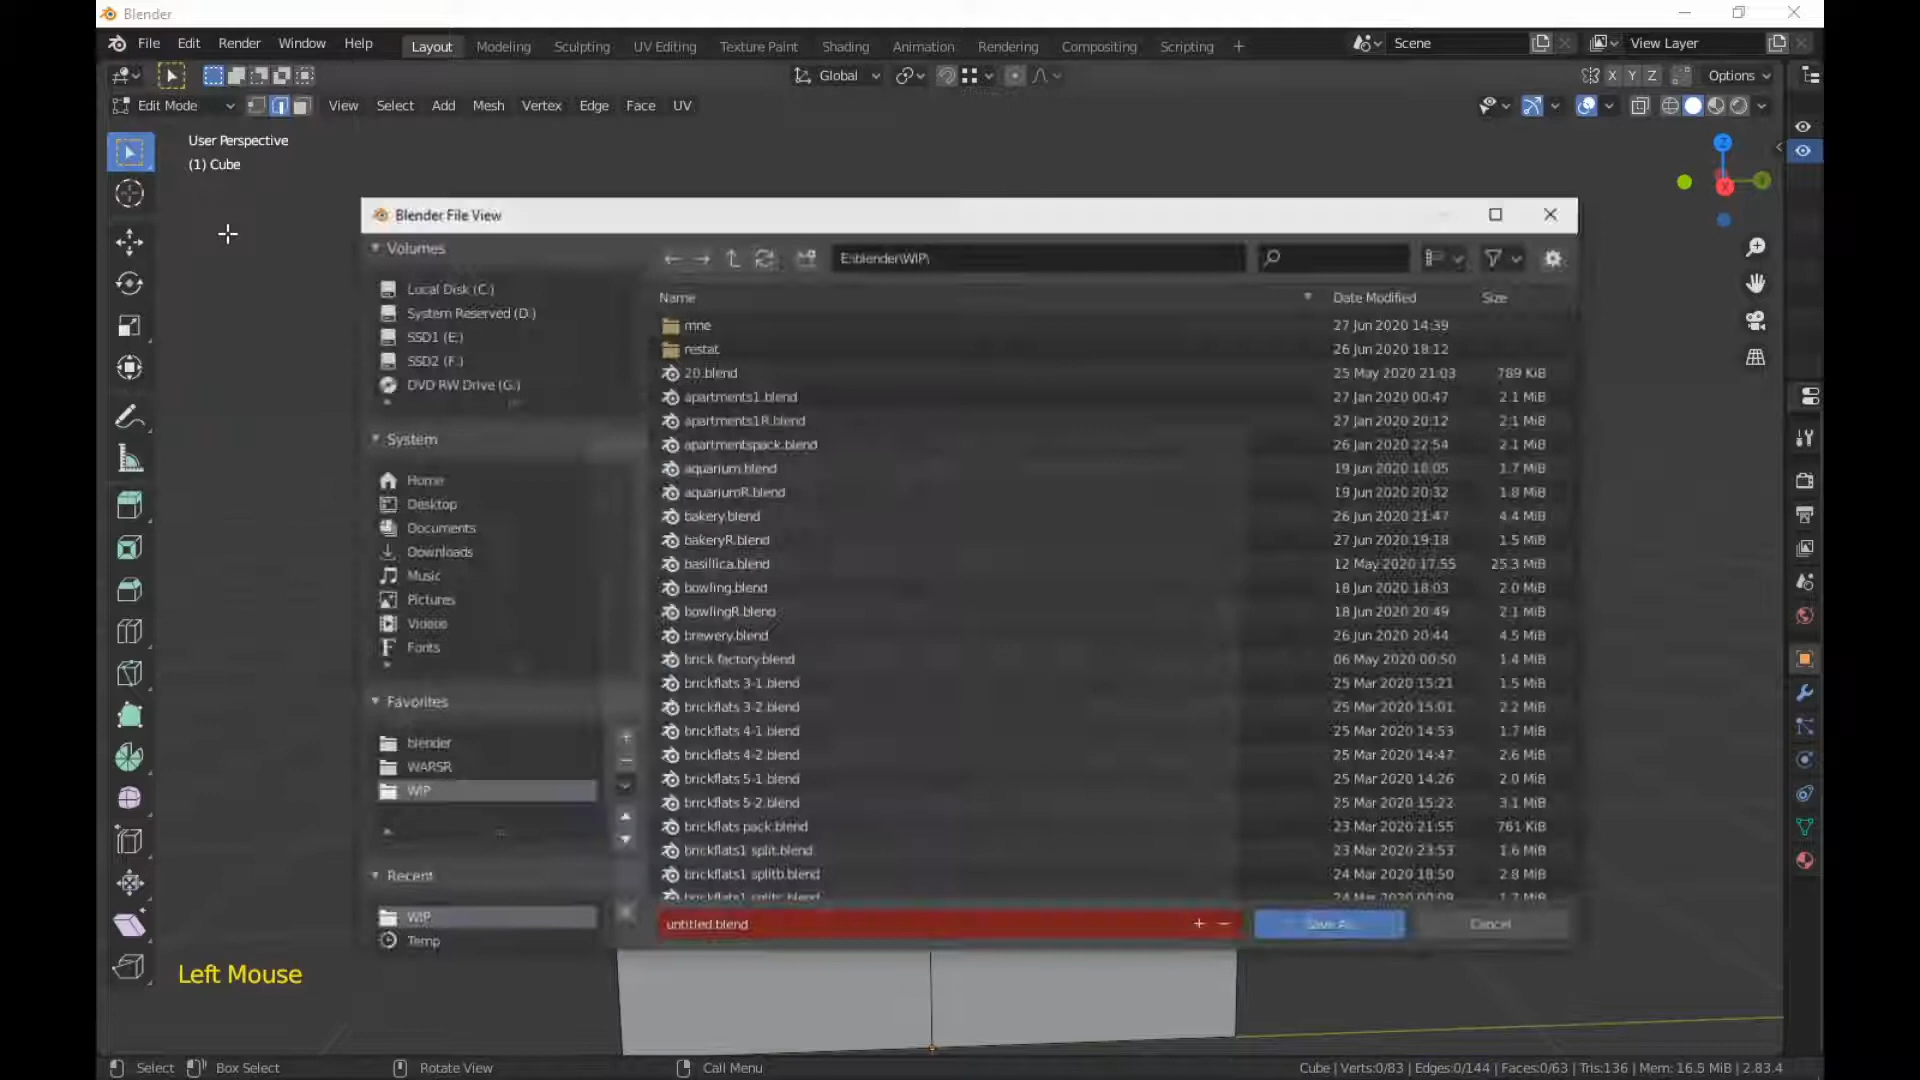 Blender
File Edit Render Window Help Layout Modeling Sculpting UV Editing Texture Paint Shading Animation Rendering Compositing Scripting + Scene View Layer
Global X Y Z Options
Edit Mode View Select Add Mesh Vertex Edge Face UV
User Perspective
(1) Cube
Z
X
Blender File View
Volumes
Local Disk (C:)
System Reserved (D:)
SSD1 (E:)
SSD2 (F:)
DVD RW Drive (G:)
System
Home
Desktop
Documents
Downloads
Music
Pictures
Videos
Fonts
Favorites
blender
WARSR
WIP
Recent
WIP
Temp
E:\blender\WIP\
Name Date Modified Size
mne 27 Jun 2020 14:39
restat 26 Jun 2020 18:12
20.blend 25 May 2020 21:03 789 KiB
apartments1.blend 27 Jan 2020 00:47 2.1 MiB
apartments1R.blend 27 Jan 2020 20:12 2.1 MiB
apartmentspack.blend 26 Jan 2020 22:54 2.1 MiB
aquarium.blend 19 Jun 2020 18:05 1.7 MiB
aquariumR.blend 19 Jun 2020 20:32 1.8 MiB
bakery.blend 26 Jun 2020 21:47 4.4 MiB
bakeryR.blend 27 Jun 2020 19:18 1.5 MiB
basillica.blend 12 May 2020 17:55 25.3 MiB
bowling.blend 18 Jun 2020 18:03 2.0 MiB
bowlingR.blend 18 Jun 2020 20:49 2.1 MiB
brewery.blend 26 Jun 2020 20:44 4.5 MiB
brick factory.blend 06 May 2020 00:50 1.4 MiB
brickflats 3-1.blend 25 Mar 2020 15:21 1.5 MiB
brickflats 3-2.blend 25 Mar 2020 15:01 2.2 MiB
brickflats 4-1.blend 25 Mar 2020 14:53 1.7 MiB
brickflats 4-2.blend 25 Mar 2020 14:47 2.6 MiB
brickflats 5-1.blend 25 Mar 2020 14:26 2.0 MiB
brickflats 5-2.blend 25 Mar 2020 15:22 3.1 MiB
brickflats pack.blend 23 Mar 2020 21:55 761 KiB
brickflats1 split.blend 23 Mar 2020 23:53 1.6 MiB
brickflats1 splitb.blend 24 Mar 2020 18:50 2.8 MiB
brickflats1 splitc.blend 24 Mar 2020 00:09 1.7 MiB
untitled.blend + − Save As Cancel
Left Mouse
Select Box Select Rotate View Call Menu Cube | Verts:0/83 | Edges:0/144 | Faces:0/63 | Tris:136 | Mem: 16.5 MiB | 2.83.4